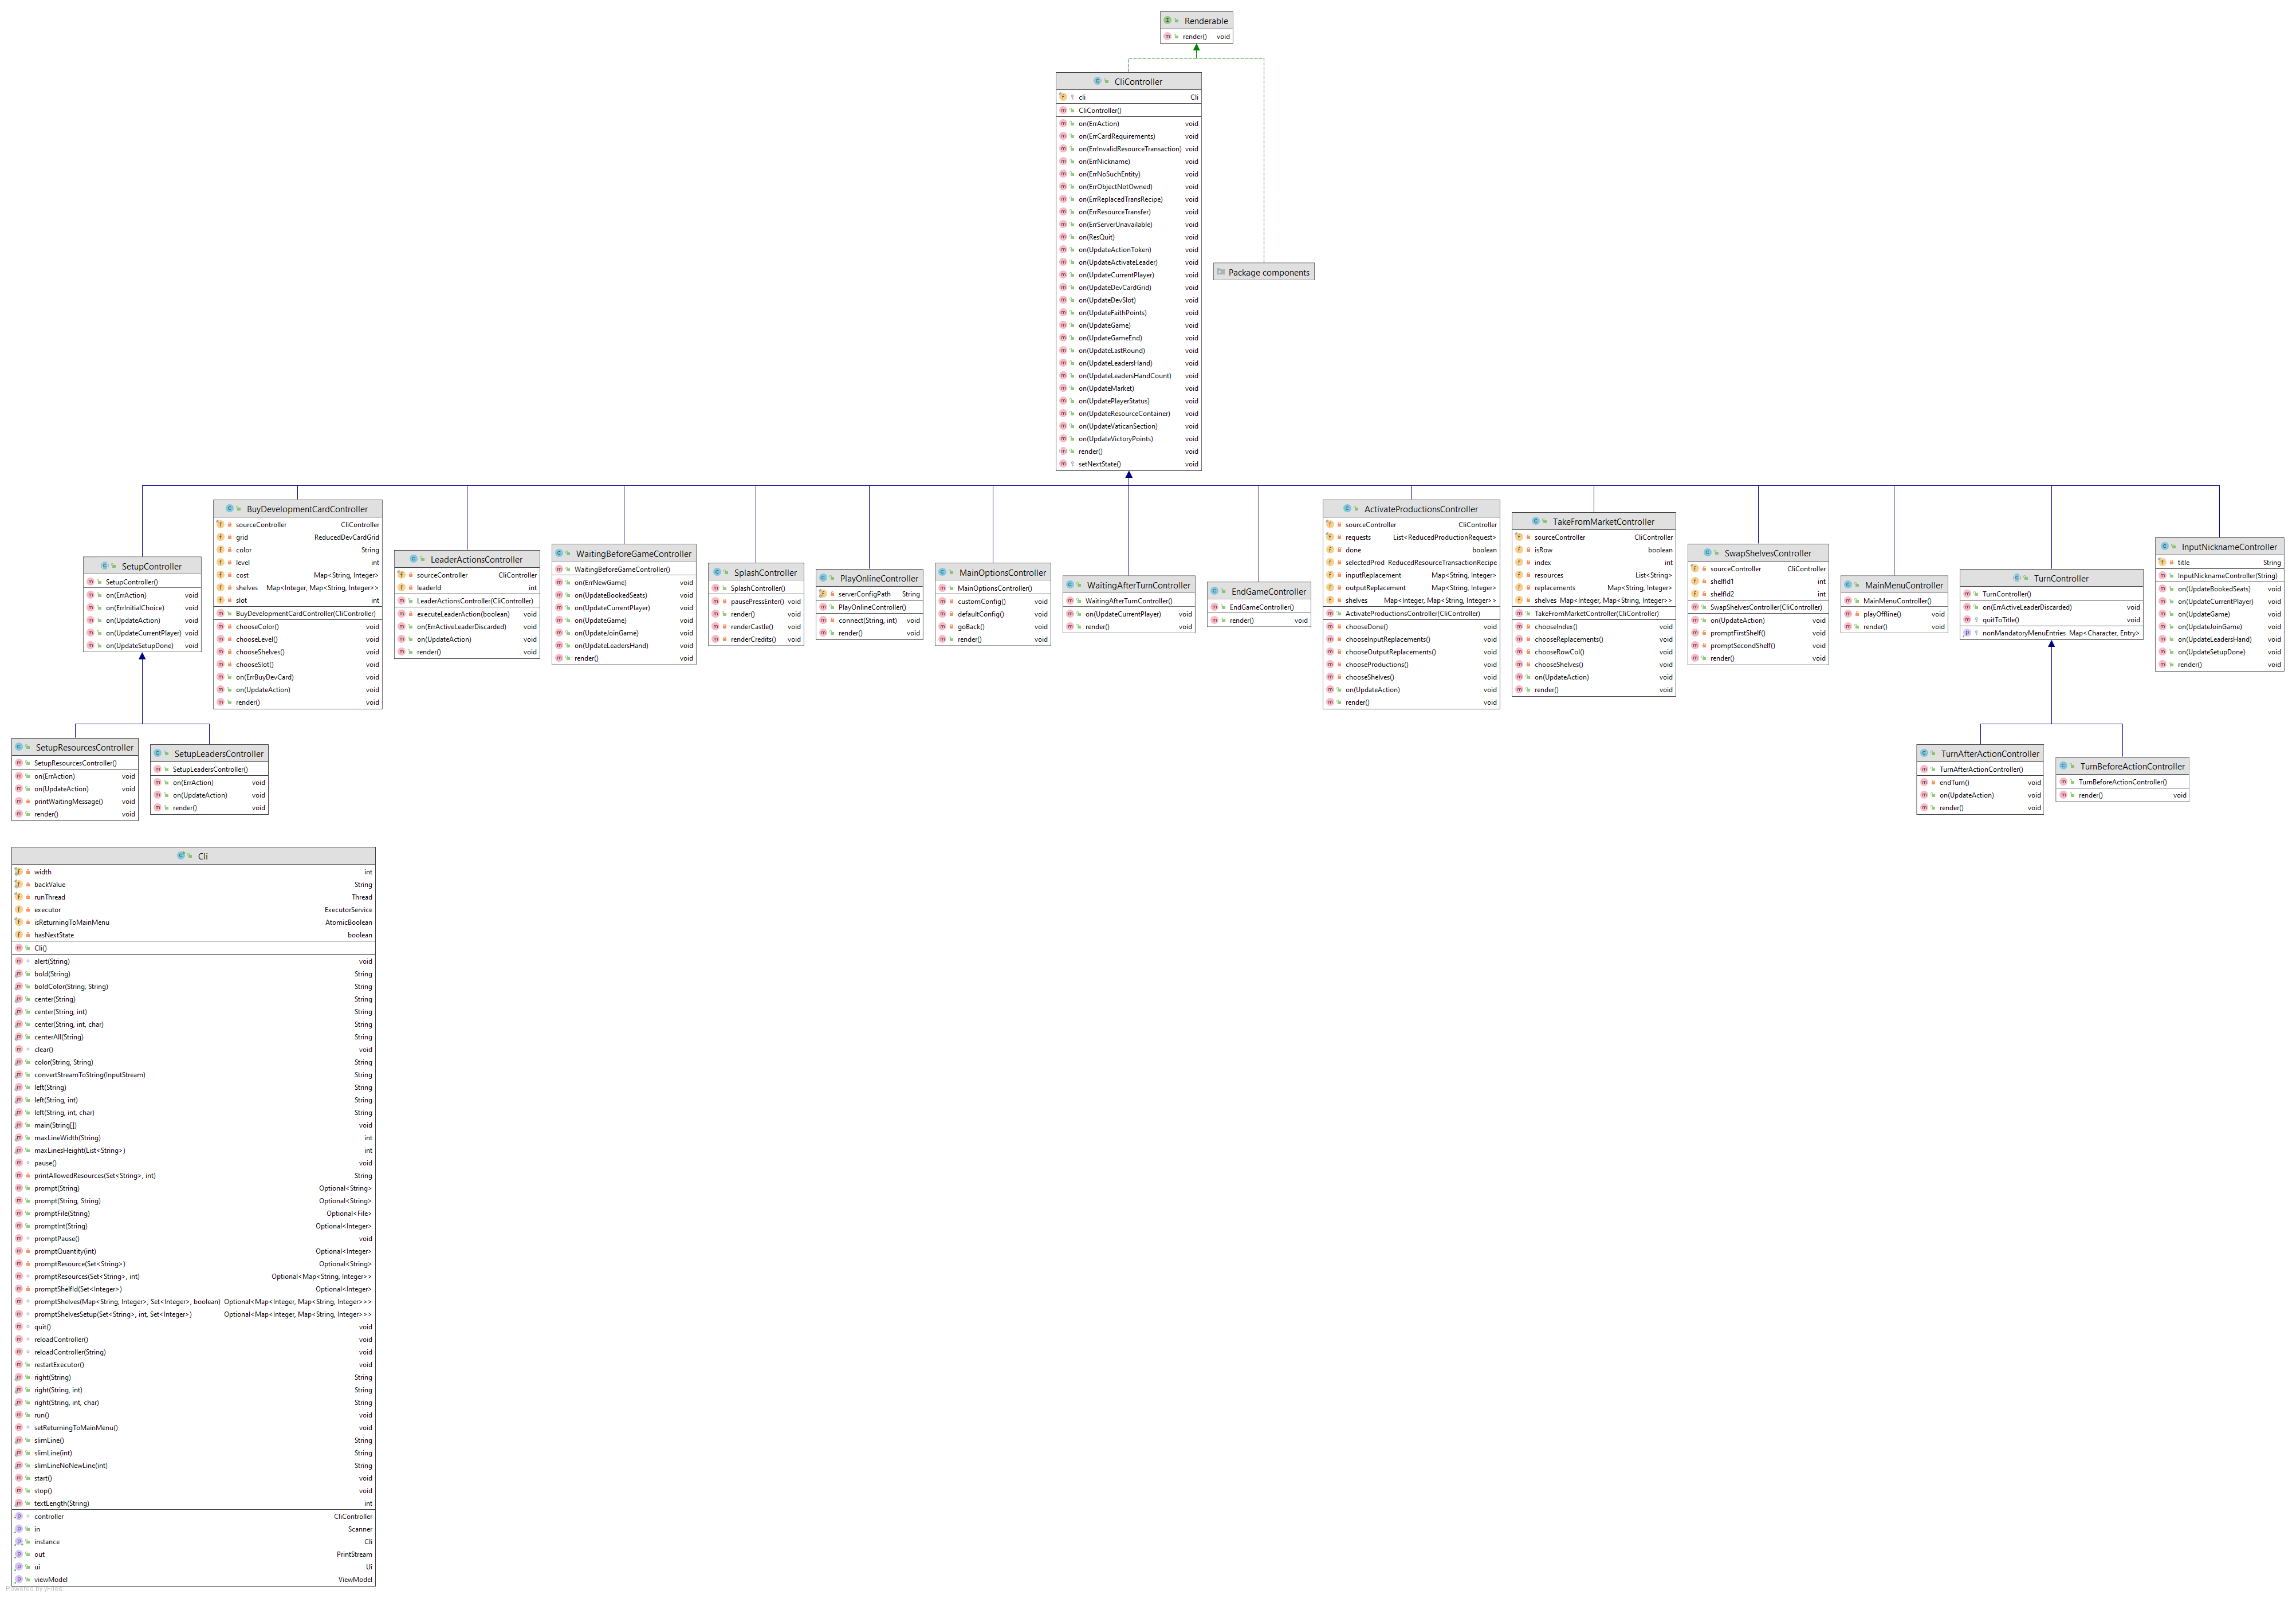 Renderable
render() void
CliController
cli Cli
CliController()
on(ErrAction) void
on(ErrCardRequirements) void
on(ErrInvalidResourceTransaction) void
on(ErrNickname) void
on(ErrNoSuchEntity) void
on(ErrObjectNotOwned) void
on(ErrReplacedTransRecipe) void
on(ErrResourceTransfer) void
on(ErrServerUnavailable) void
on(ResQuit) void
on(UpdateActionToken) void
on(UpdateActivateLeader) void
on(UpdateCurrentPlayer) void
on(UpdateDevCardGrid) void
on(UpdateDevSlot) void
on(UpdateFaithPoints) void
on(UpdateGame) void
on(UpdateGameEnd) void
on(UpdateLastRound) void
on(UpdateLeadersHand) void
on(UpdateLeadersHandCount) void
on(UpdateMarket) void
on(UpdatePlayerStatus) void
on(UpdateResourceContainer) void
on(UpdateVaticanSection) void
on(UpdateVictoryPoints) void
render() void
setNextState() void
Package components
SetupController
SetupController()
on(ErrAction) void
on(ErrInitialChoice) void
on(UpdateAction) void
on(UpdateCurrentPlayer) void
on(UpdateSetupDone) void
BuyDevelopmentCardController
sourceController CliController
grid ReducedDevCardGrid
color String
level int
cost Map<String, Integer>
shelves Map<Integer, Map<String, Integer>>
slot int
BuyDevelopmentCardController(CliController)
chooseColor() void
chooseLevel() void
chooseShelves() void
chooseSlot() void
on(ErrBuyDevCard) void
on(UpdateAction) void
render() void
LeaderActionsController
sourceController CliController
leaderId int
LeaderActionsController(CliController)
executeLeaderAction(boolean) void
on(ErrActiveLeaderDiscarded) void
on(UpdateAction) void
render() void
WaitingBeforeGameController
WaitingBeforeGameController()
on(ErrNewGame) void
on(UpdateBookedSeats) void
on(UpdateCurrentPlayer) void
on(UpdateGame) void
on(UpdateJoinGame) void
on(UpdateLeadersHand) void
render() void
SplashController
SplashController()
pausePressEnter() void
render() void
renderCastle() void
renderCredits() void
PlayOnlineController
serverConfigPath String
PlayOnlineController()
connect(String, int) void
render() void
MainOptionsController
MainOptionsController()
customConfig() void
defaultConfig() void
goBack() void
render() void
WaitingAfterTurnController
WaitingAfterTurnController()
on(UpdateCurrentPlayer) void
render() void
EndGameController
EndGameController()
render() void
ActivateProductionsController
sourceController CliController
requests List<ReducedProductionRequest>
done boolean
selectedProd ReducedResourceTransactionRecipe
inputReplacement Map<String, Integer>
outputReplacement Map<String, Integer>
shelves Map<Integer, Map<String, Integer>>
ActivateProductionsController(CliController)
chooseDone() void
chooseInputReplacements() void
chooseOutputReplacements() void
chooseProductions() void
chooseShelves() void
on(UpdateAction) void
render() void
TakeFromMarketController
sourceController CliController
isRow boolean
index int
resources List<String>
replacements Map<String, Integer>
shelves Map<Integer, Map<String, Integer>>
TakeFromMarketController(CliController)
chooseIndex() void
chooseReplacements() void
chooseRowCol() void
chooseShelves() void
on(UpdateAction) void
render() void
SwapShelvesController
sourceController CliController
shelfId1 int
shelfId2 int
SwapShelvesController(CliController)
on(UpdateAction) void
promptFirstShelf() void
promptSecondShelf() void
render() void
MainMenuController
MainMenuController()
playOffline() void
render() void
TurnController
TurnController()
on(ErrActiveLeaderDiscarded) void
quitToTitle() void
nonMandatoryMenuEntries Map<Character, Entry>
InputNicknameController
title String
InputNicknameController(String)
on(UpdateBookedSeats) void
on(UpdateCurrentPlayer) void
on(UpdateGame) void
on(UpdateJoinGame) void
on(UpdateLeadersHand) void
on(UpdateSetupDone) void
render() void
SetupResourcesController
SetupResourcesController()
on(ErrAction) void
on(UpdateAction) void
printWaitingMessage() void
render() void
SetupLeadersController
SetupLeadersController()
on(ErrAction) void
on(UpdateAction) void
render() void
TurnAfterActionController
TurnAfterActionController()
endTurn() void
on(UpdateAction) void
render() void
TurnBeforeActionController
TurnBeforeActionController()
render() void
Cli
width int
backValue String
runThread Thread
executor ExecutorService
isReturningToMainMenu AtomicBoolean
hasNextState boolean
Cli()
alert(String) void
bold(String) String
boldColor(String, String) String
center(String) String
center(String, int) String
center(String, int, char) String
centerAll(String) String
clear() void
color(String, String) String
convertStreamToString(InputStream) String
left(String) String
left(String, int) String
left(String, int, char) String
main(String[]) void
maxLineWidth(String) int
maxLinesHeight(List<String>) int
pause() void
printAllowedResources(Set<String>, int) String
prompt(String) Optional<String>
prompt(String, String) Optional<String>
promptFile(String) Optional<File>
promptInt(String) Optional<Integer>
promptPause() void
promptQuantity(int) Optional<Integer>
promptResource(Set<String>) Optional<String>
promptResources(Set<String>, int) Optional<Map<String, Integer>>
promptShelfId(Set<Integer>) Optional<Integer>
promptShelves(Map<String, Integer>, Set<Integer>, boolean) Optional<Map<Integer, Map<String, Integer>>>
promptShelvesSetup(Set<String>, int, Set<Integer>) Optional<Map<Integer, Map<String, Integer>>>
quit() void
reloadController() void
reloadController(String) void
restartExecutor() void
right(String) String
right(String, int) String
right(String, int, char) String
run() void
setReturningToMainMenu() void
slimLine() String
slimLine(int) String
slimLineNoNewLine(int) String
start() void
stop() void
textLength(String) int
controller CliController
in Scanner
instance Cli
out PrintStream
ui Ui
viewModel ViewModel
Powered by yFiles